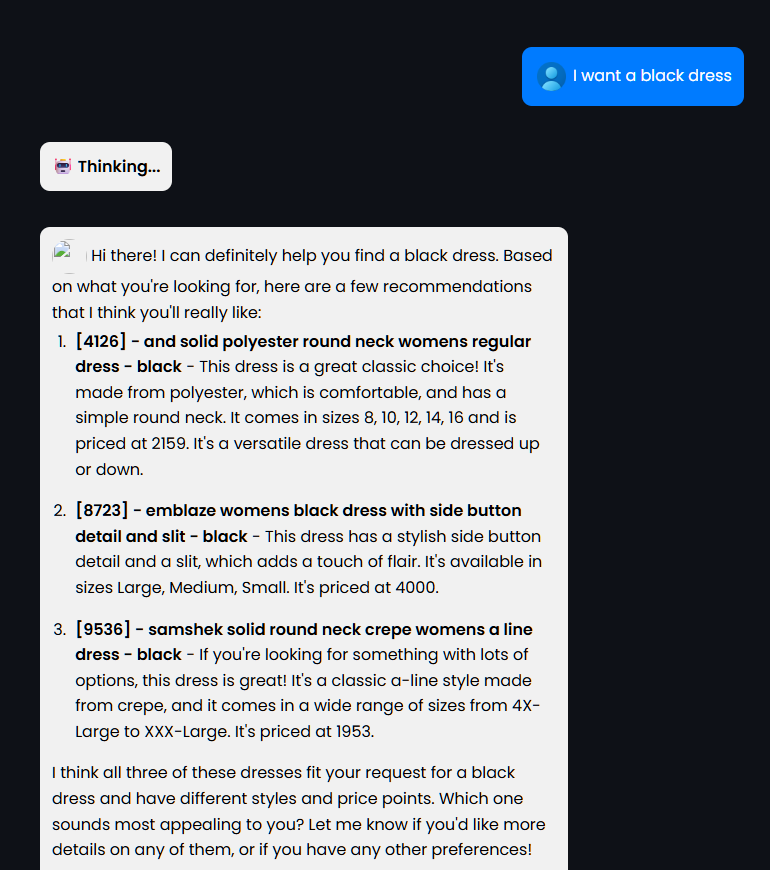 I want a black dress
Thinking...
Hi there! I can definitely help you find a black dress. Based
on what you're looking for, here are a few recommendations
that I think you'll really like:
1. [4126] - and solid polyester round neck womens regular
dress - black - This dress is a great classic choice! It's
made from polyester, which is comfortable, and has a
simple round neck. It comes in sizes 8, 10, 12, 14, 16 and is
priced at 2159. It's a versatile dress that can be dressed up
or down.
2. [8723] - emblaze womens black dress with side button
detail and slit - black - This dress has a stylish side button
detail and a slit, which adds a touch of flair. It's available in
sizes Large, Medium, Small. It's priced at 4000.
3. [9536] - samshek solid round neck crepe womens a line
dress - black - If you're looking for something with lots of
options, this dress is great! It's a classic a-line style made
from crepe, and it comes in a wide range of sizes from 4X-
Large to XXX-Large. It's priced at 1953.
I think all three of these dresses fit your request for a black
dress and have different styles and price points. Which one
sounds most appealing to you? Let me know if you'd like more
details on any of them, or if you have any other preferences!